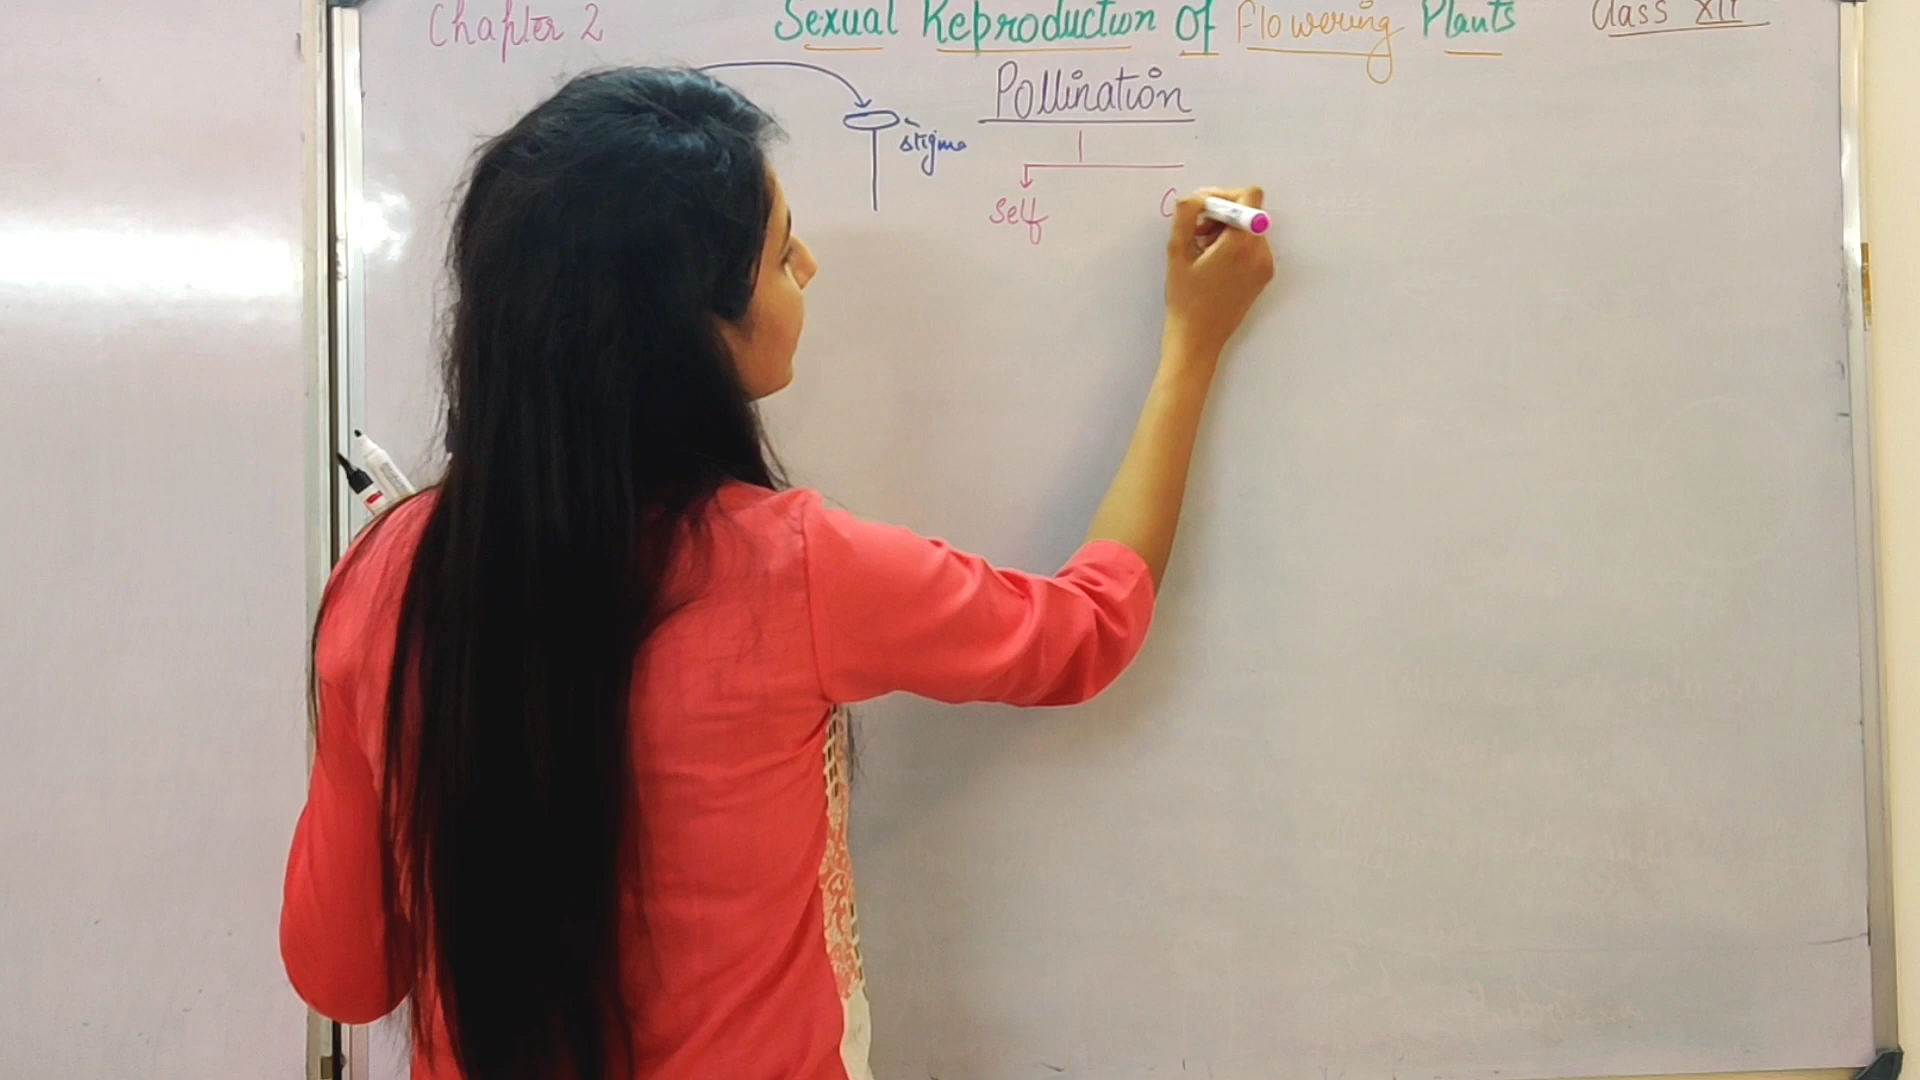 Chapter 2 Sexual Reproduction of Flowering Plants Class XII
Pollination
stigma
Self C